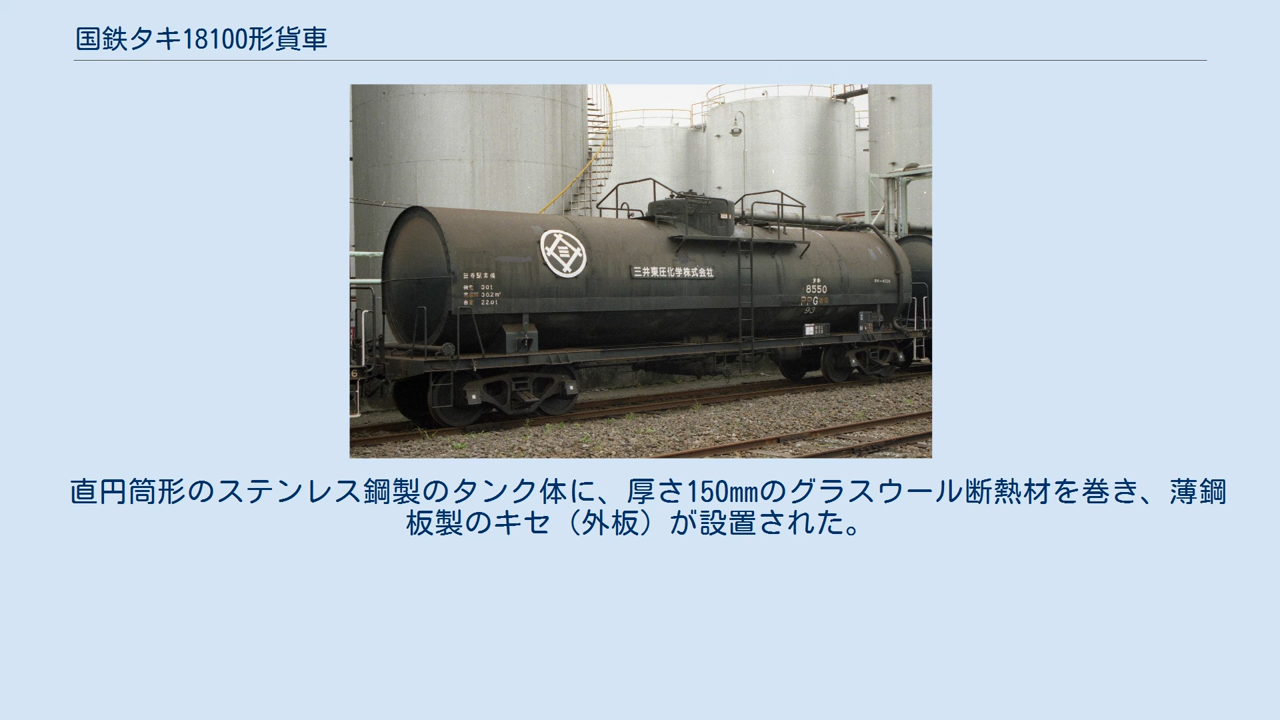 国鉄タキ18100形貨車
三井東圧化学株式会社
8550
PPG
93
直円筒形のステンレス鋼製のタンク体に、厚さ150mmのグラスウール断熱材を巻き、薄鋼
板製のキセ（外板）が設置された。